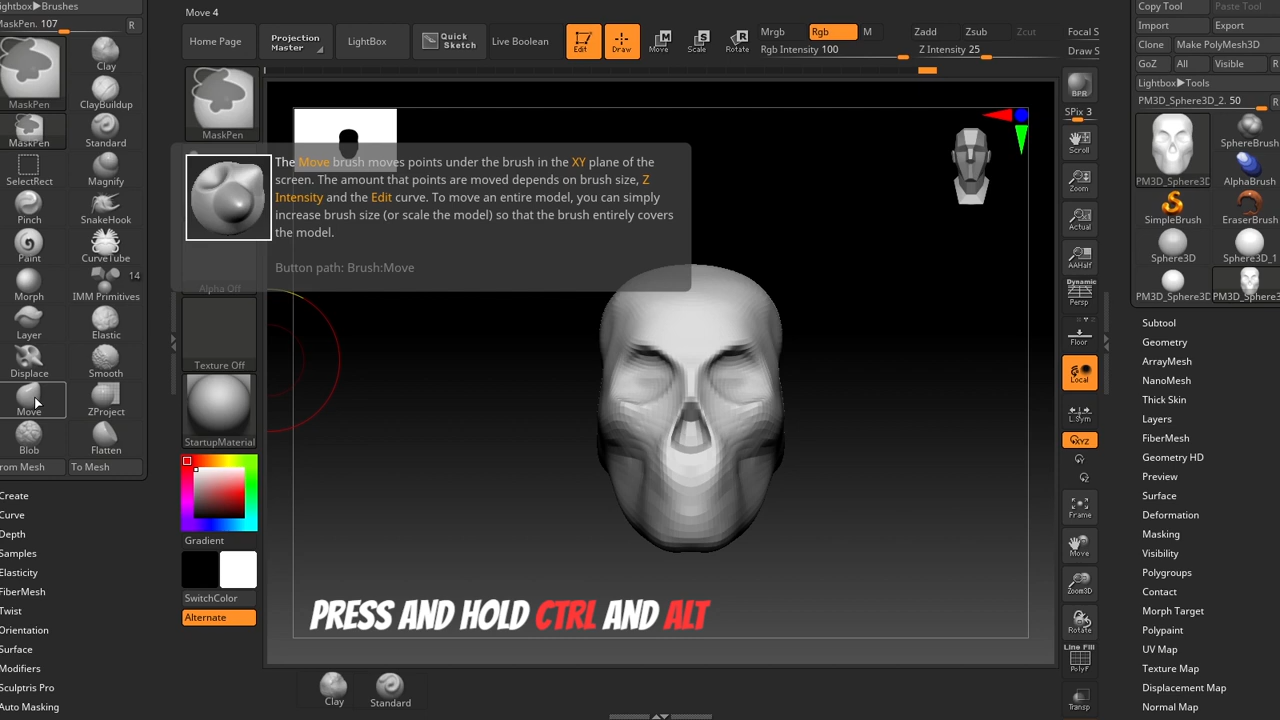 Move 4
Lightbox▶Brushes
MaskPen. 107
R
MaskPen
Clay
ClayBuildup
MaskPen
Standard
SelectRect
Magnify
Pinch
SnakeHook
Paint
CurveTube
Morph
14
IMM Primitives
Layer
Elastic
Displace
Smooth
Move
ZProject
Blob
Flatten
From Mesh
To Mesh
Create
Curve
Depth
Samples
Elasticity
FiberMesh
Twist
Orientation
Surface
Modifiers
Sculptris Pro
Auto Masking
Home Page
Projection
Master
LightBox
Quick
Sketch
Live Boolean
Edit
Draw
M
Move
S
Scale
R
Rotate
Mrgb
Rgb
M
Rgb Intensity 100
Zadd
Zsub
Zcut
Z Intensity 25
Focal S
Draw S
MaskPen
The Move brush moves points under the brush in the XY plane of the
screen. The amount that points are moved depends on brush size, Z
Intensity and the Edit curve. To move an entire model, you can simply
increase brush size (or scale the model) so that the brush entirely covers
the model.
Button path: Brush:Move
Alpha Off
Texture Off
StartupMaterial
Gradient
SwitchColor
Alternate
PRESS AND HOLD CTRL AND ALT
Clay
Standard
BPR
SPix 3
Scroll
Zoom
Actual
AAHalf
Dynamic
Persp
Floor
Local
L.Sym
XYZ
Frame
Move
Zoom3D
Rotate
Line Fill
PolyF
Transp
Copy Tool
Paste Tool
Import
Export
Clone
Make PolyMesh3D
GoZ
All
Visible
R
Lightbox▶Tools
PM3D_Sphere3D_2. 50
R
PM3D_Sphere3D
SphereBrush
AlphaBrush
SimpleBrush
EraserBrush
Sphere3D
Sphere3D_1
PM3D_Sphere3D
PM3D_Sphere3
Subtool
Geometry
ArrayMesh
NanoMesh
Thick Skin
Layers
FiberMesh
Geometry HD
Preview
Surface
Deformation
Masking
Visibility
Polygroups
Contact
Morph Target
Polypaint
UV Map
Texture Map
Displacement Map
Normal Map